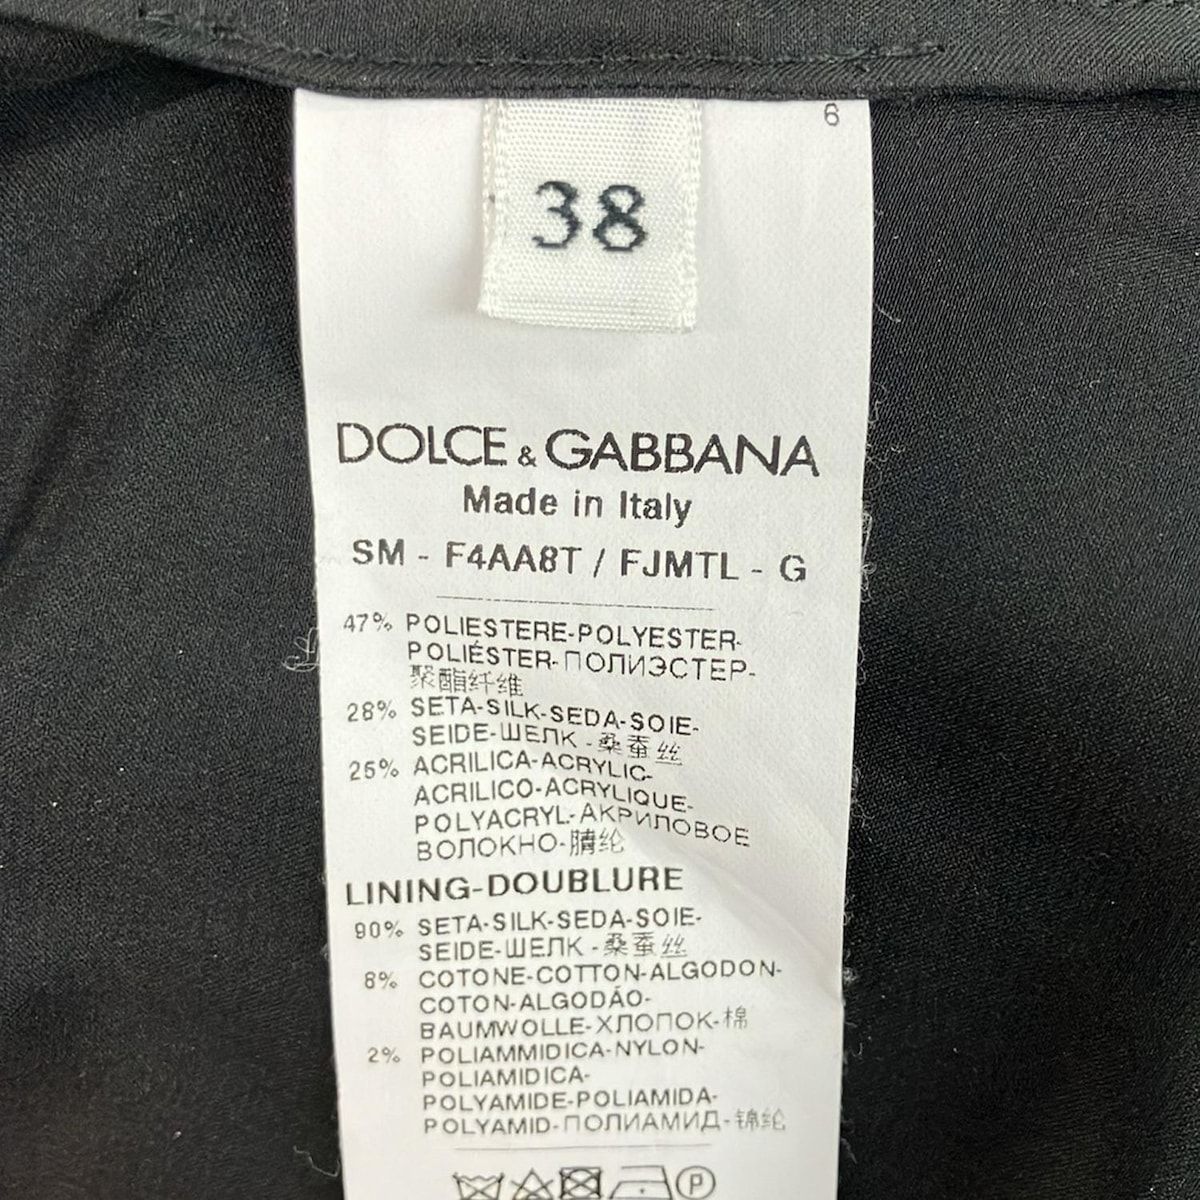 6
38
DOLCE & GABBANA
Made in Italy
SM - F4AA8T / FJMTL - G
47% POLIESTERE-POLYESTER-
POLIÉSTER-ПОЛИЭСТЕР-
聚酯纤维
28% SETA-SILK-SEDA-SOIE-
SEIDE-ШЕЛК-桑蚕丝
25% ACRILICA-ACRYLIC-
ACRILICO-ACRYLIQUE-
POLYACRYL-АКРИЛОВОЕ
ВОЛОКНО-腈纶
LINING-DOUBLURE
90% SETA-SILK-SEDA-SOIE-
SEIDE-ШЕЛК-桑蚕丝
8% COTONE-COTTON-ALGODON-
COTON-ALGODÃO-
BAUMWOLLE-ХЛОПОК-棉
2% POLIAMMIDICA-NYLON-
POLIAMIDICA-
POLYAMIDE-POLIAMIDA-
POLYAMID-ПОЛИАМИД-锦纶
P